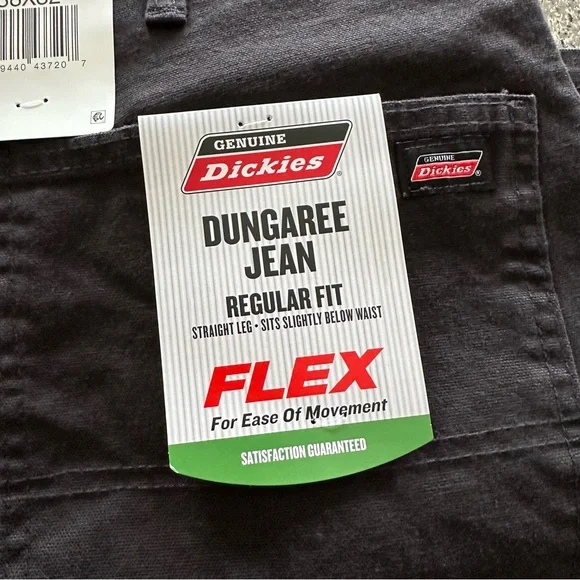 9440 43720 7
GENUINE
Dickies®
GENUINE
Dickies®
DUNGAREE
JEAN
REGULAR FIT
STRAIGHT LEG • SITS SLIGHTLY BELOW WAIST
FLEX
For Ease Of Movement
SATISFACTION GUARANTEED